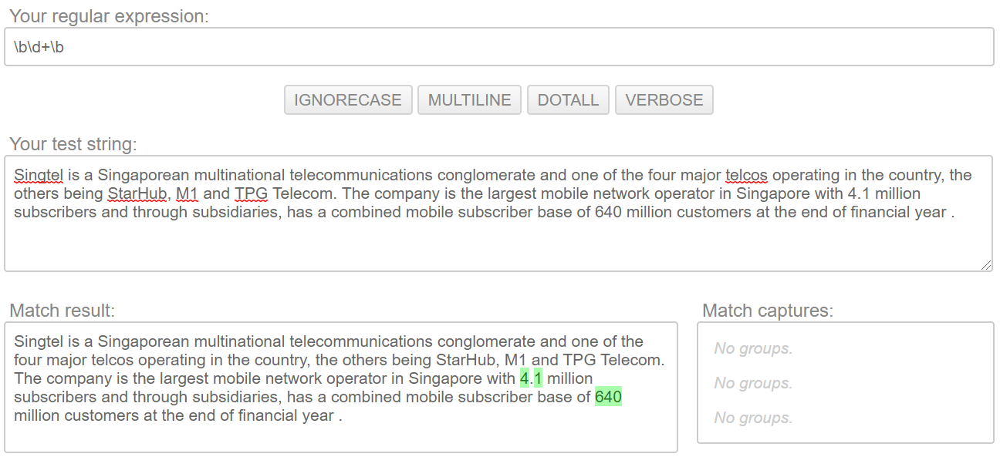 Your regular expression:
\b\d+\b
IGNORECASE MULTILINE DOTALL VERBOSE
Your test string:
Singtel is a Singaporean multinational telecommunications conglomerate and one of the four major telcos operating in the country, the
others being StarHub, M1 and TPG Telecom. The company is the largest mobile network operator in Singapore with 4.1 million
subscribers and through subsidiaries, has a combined mobile subscriber base of 640 million customers at the end of financial year .
Match result:
Singtel is a Singaporean multinational telecommunications conglomerate and one of the
four major telcos operating in the country, the others being StarHub, M1 and TPG Telecom.
The company is the largest mobile network operator in Singapore with 4.1 million
subscribers and through subsidiaries, has a combined mobile subscriber base of 640
million customers at the end of financial year .
Match captures:
No groups.
No groups.
No groups.